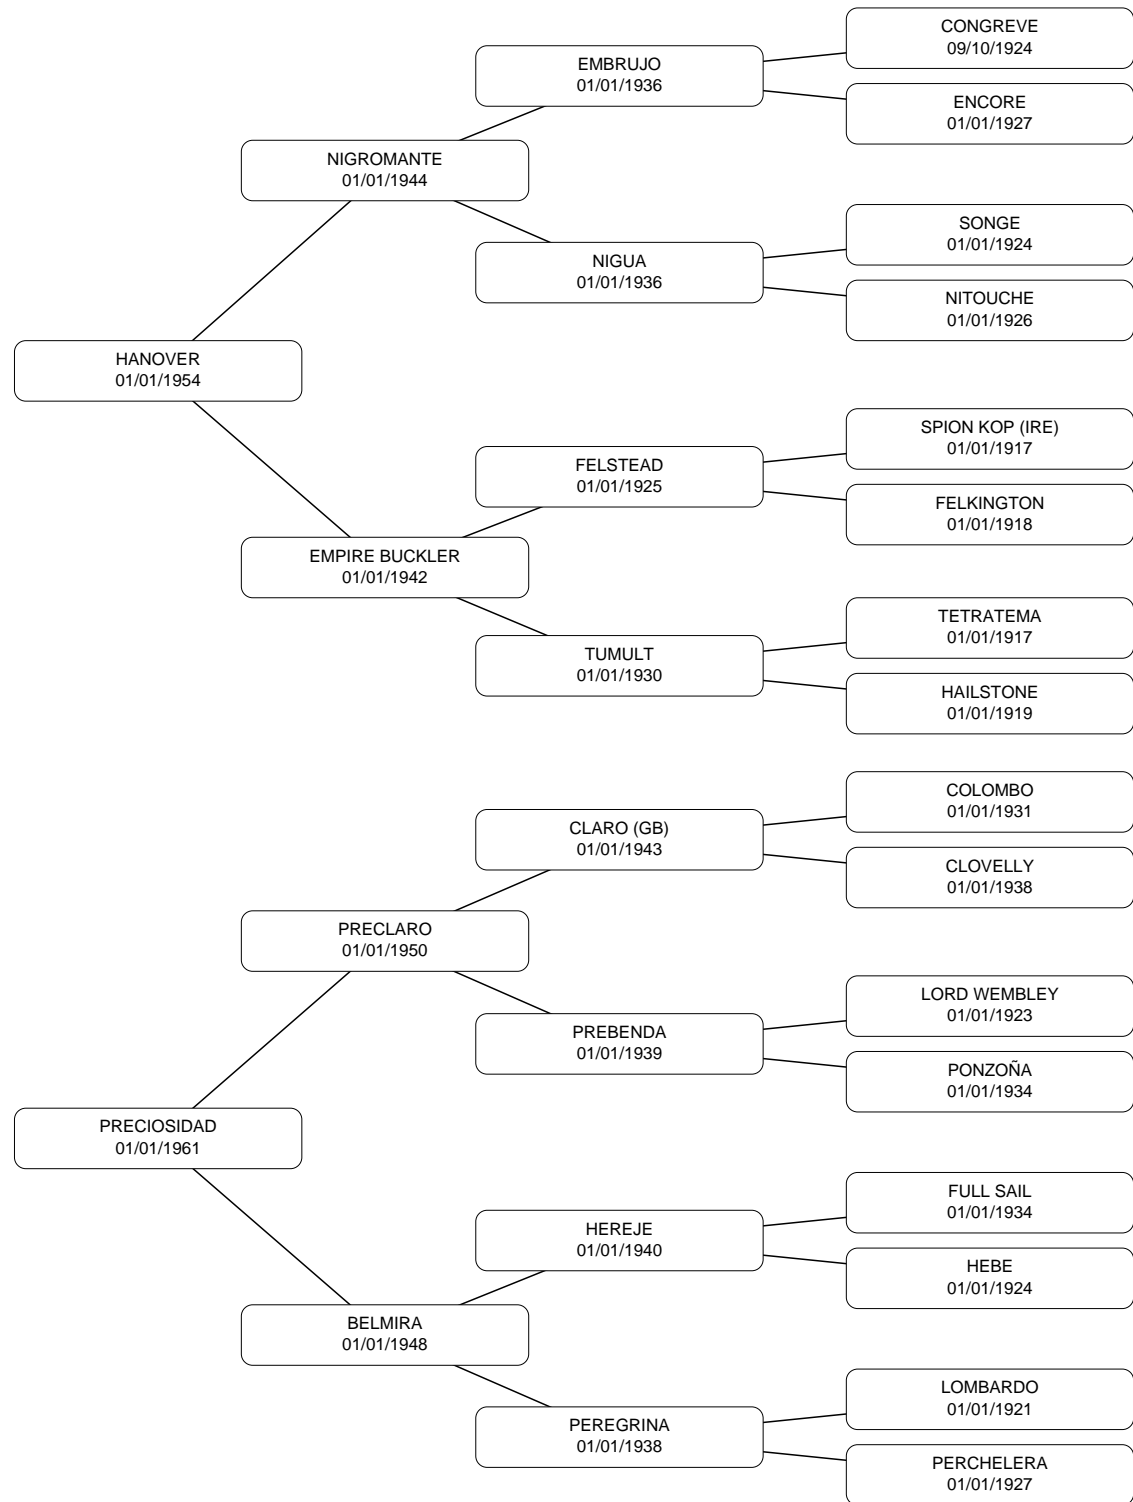 CONGREVE
09/10/1924
EMBRUJO
01/01/1936
ENCORE
01/01/1927
NIGROMANTE
01/01/1944
SONGE
01/01/1924
NIGUA
01/01/1936
NITOUCHE
01/01/1926
HANOVER
01/01/1954
SPION KOP (IRE)
01/01/1917
FELSTEAD
01/01/1925
FELKINGTON
01/01/1918
EMPIRE BUCKLER
01/01/1942
TETRATEMA
01/01/1917
TUMULT
01/01/1930
HAILSTONE
01/01/1919
COLOMBO
01/01/1931
CLARO (GB)
01/01/1943
CLOVELLY
01/01/1938
PRECLARO
01/01/1950
LORD WEMBLEY
01/01/1923
PREBENDA
01/01/1939
PONZOÑA
01/01/1934
PRECIOSIDAD
01/01/1961
FULL SAIL
01/01/1934
HEREJE
01/01/1940
HEBE
01/01/1924
BELMIRA
01/01/1948
LOMBARDO
01/01/1921
PEREGRINA
01/01/1938
PERCHELERA
01/01/1927